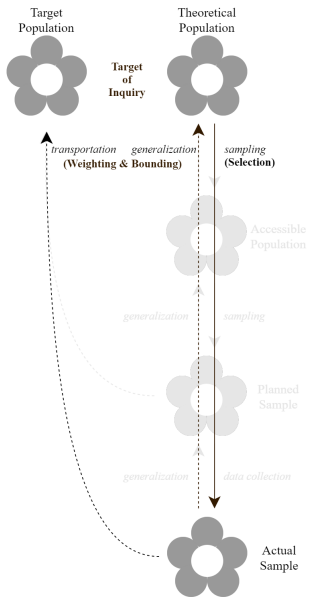 Target
Population
Theoretical
Population
Target
of
Inquiry
transportation
generalization
sampling
(Weighting & Bounding)
(Selection)
Accessible
Population
generalization
sampling
Planned
Sample
generalization
data collection
Actual
Sample